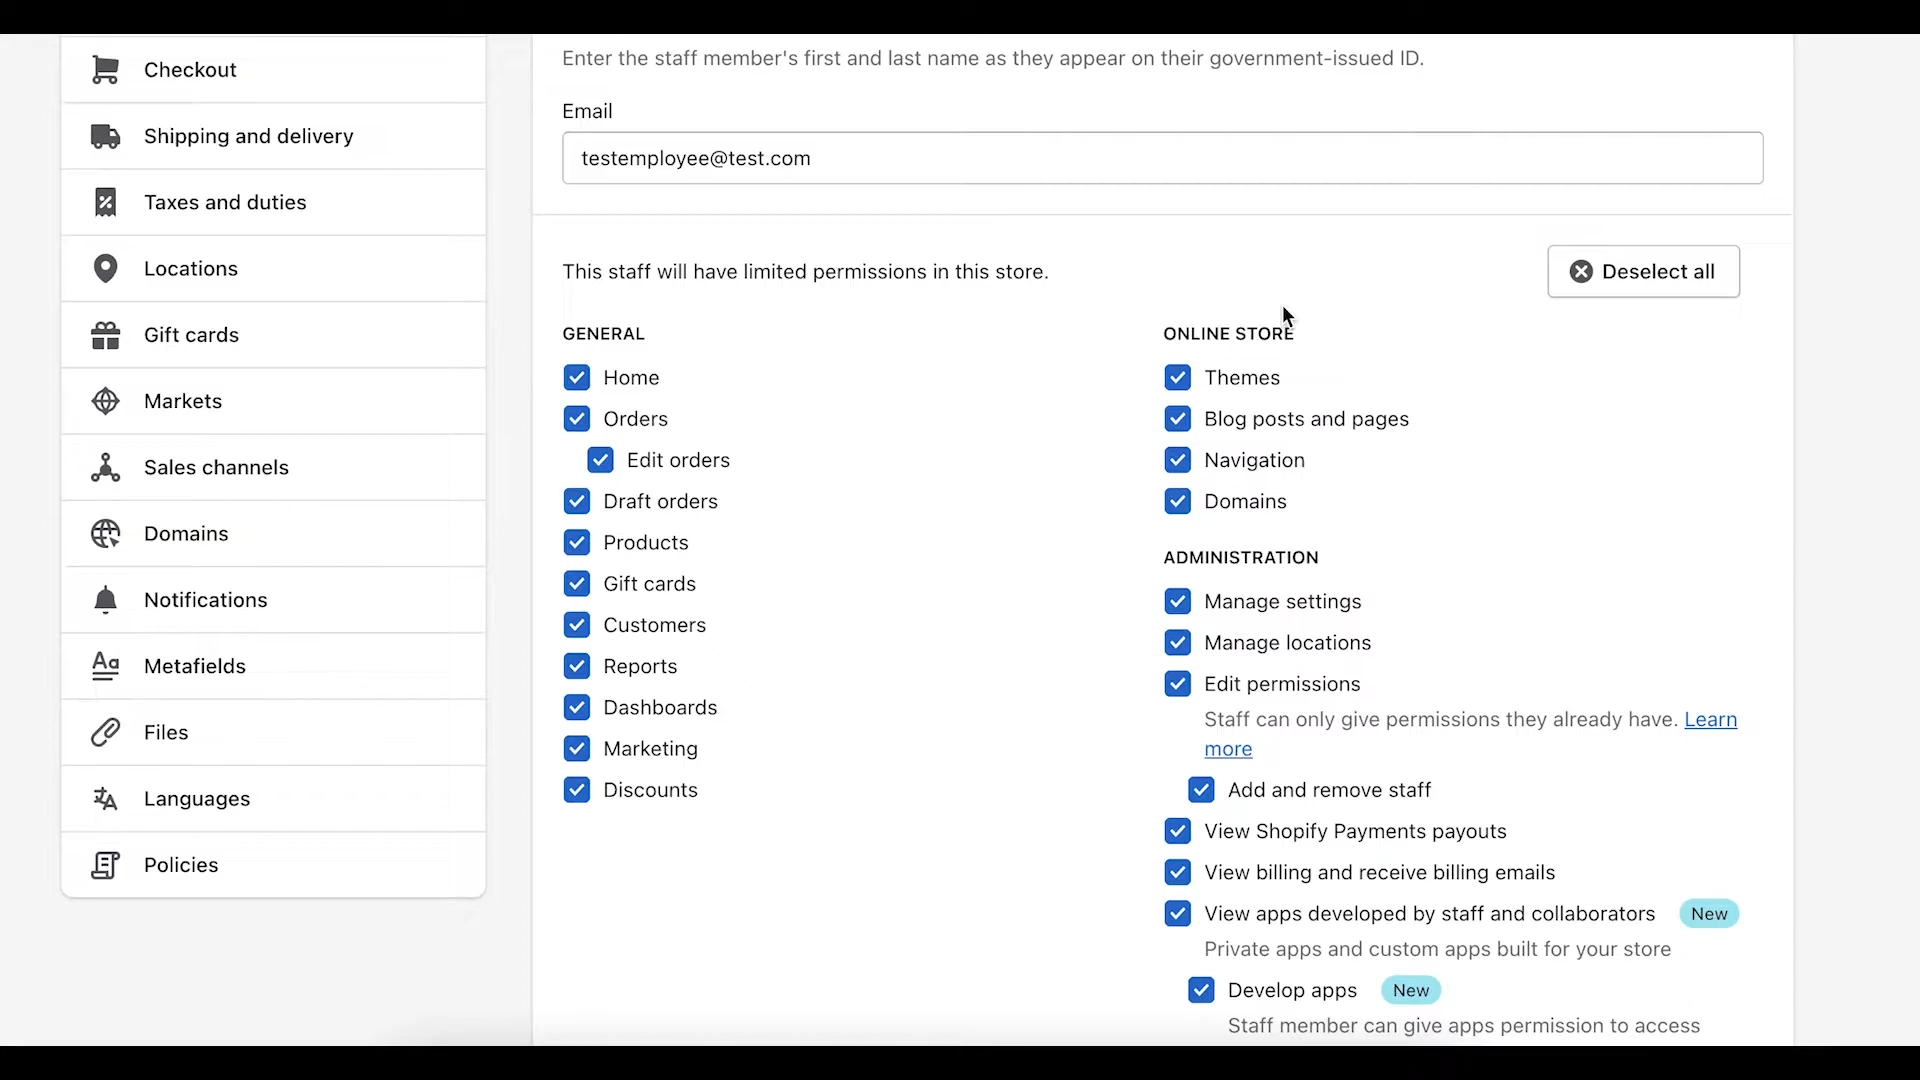 Checkout
Shipping and delivery
Taxes and duties
Locations
Gift cards
Markets
Sales channels
Domains
Notifications
Aa
Metafields
Files
Languages
Policies
Enter the staff member's first and last name as they appear on their government-issued ID.
Email
testemployee@test.com
This staff will have limited permissions in this store.
Deselect all
GENERAL
Home
Orders
Edit orders
Draft orders
Products
Gift cards
Customers
Reports
Dashboards
Marketing
Discounts
ONLINE STORE
Themes
Blog posts and pages
Navigation
Domains
ADMINISTRATION
Manage settings
Manage locations
Edit permissions
Staff can only give permissions they already have. Learn
more
Add and remove staff
View Shopify Payments payouts
View billing and receive billing emails
View apps developed by staff and collaborators New
Private apps and custom apps built for your store
Develop apps New
Staff member can give apps permission to access